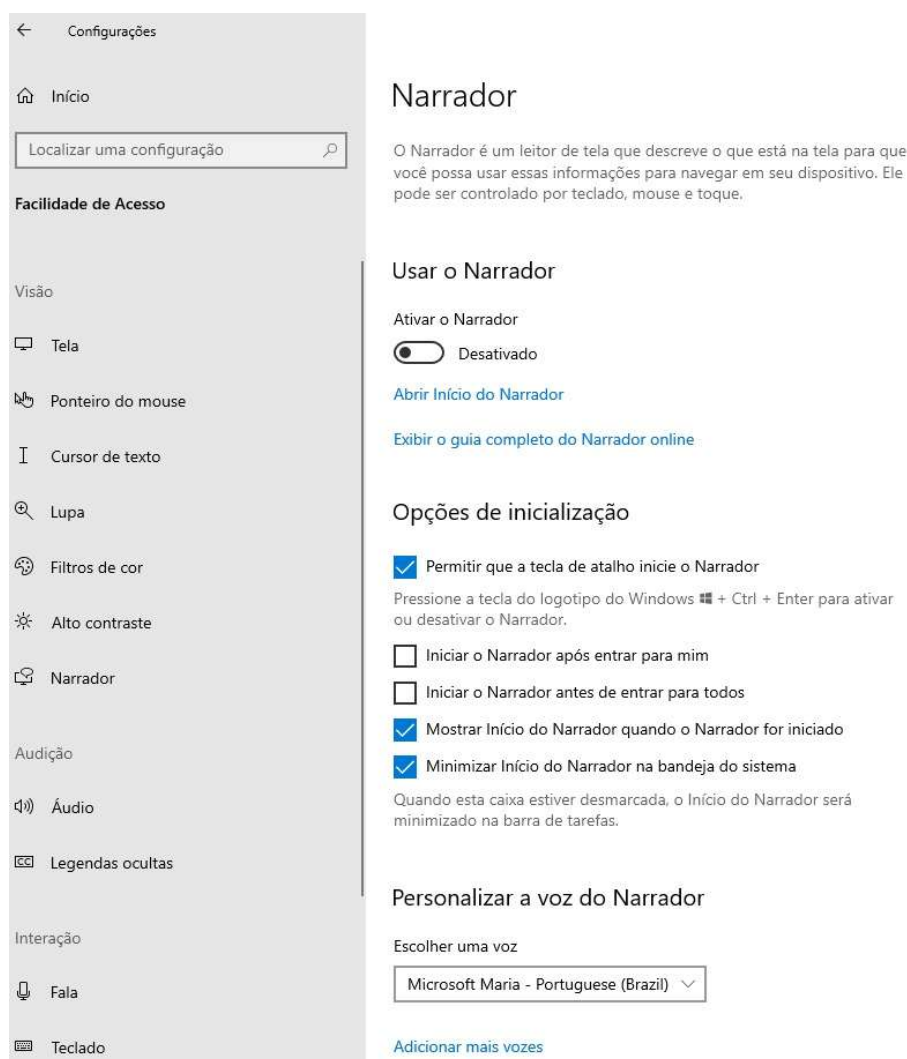 Configurações
Início
Localizar uma configuração
Facilidade de Acesso
Visão
Tela
Ponteiro do mouse
Cursor de texto
Lupa
Filtros de cor
Alto contraste
Narrador
Audição
Áudio
Legendas ocultas
Interação
Fala
Teclado
Narrador
O Narrador é um leitor de tela que descreve o que está na tela para que
você possa usar essas informações para navegar em seu dispositivo. Ele
pode ser controlado por teclado, mouse e toque.
Usar o Narrador
Ativar o Narrador
Desativado
Abrir Início do Narrador
Exibir o guia completo do Narrador online
Opções de inicialização
Permitir que a tecla de atalho inicie o Narrador
Pressione a tecla do logotipo do Windows + Ctrl + Enter para ativar
ou desativar o Narrador.
Iniciar o Narrador após entrar para mim
Iniciar o Narrador antes de entrar para todos
Mostrar Início do Narrador quando o Narrador for iniciado
Minimizar Início do Narrador na bandeja do sistema
Quando esta caixa estiver desmarcada, o Início do Narrador será
minimizado na barra de tarefas.
Personalizar a voz do Narrador
Escolher uma voz
Microsoft Maria - Portuguese (Brazil)
Adicionar mais vozes